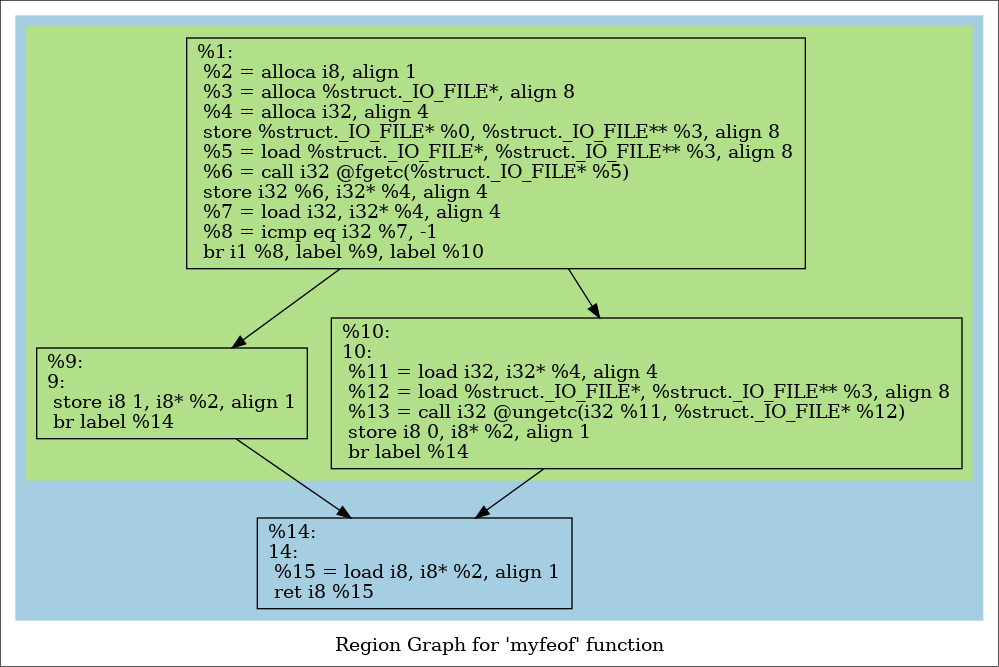 %1:
%2 = alloca i8, align 1
%3 = alloca %struct._IO_FILE*, align 8
%4 = alloca i32, align 4
store %struct._IO_FILE* %0, %struct._IO_FILE** %3, align 8
%5 = load %struct._IO_FILE*, %struct._IO_FILE** %3, align 8
%6 = call i32 @fgetc(%struct._IO_FILE* %5)
store i32 %6, i32* %4, align 4
%7 = load i32, i32* %4, align 4
%8 = icmp eq i32 %7, -1
br i1 %8, label %9, label %10
%9:
9:
store i8 1, i8* %2, align 1
br label %14
%10:
10:
%11 = load i32, i32* %4, align 4
%12 = load %struct._IO_FILE*, %struct._IO_FILE** %3, align 8
%13 = call i32 @ungetc(i32 %11, %struct._IO_FILE* %12)
store i8 0, i8* %2, align 1
br label %14
%14:
14:
%15 = load i8, i8* %2, align 1
ret i8 %15
Region Graph for 'myfeof' function